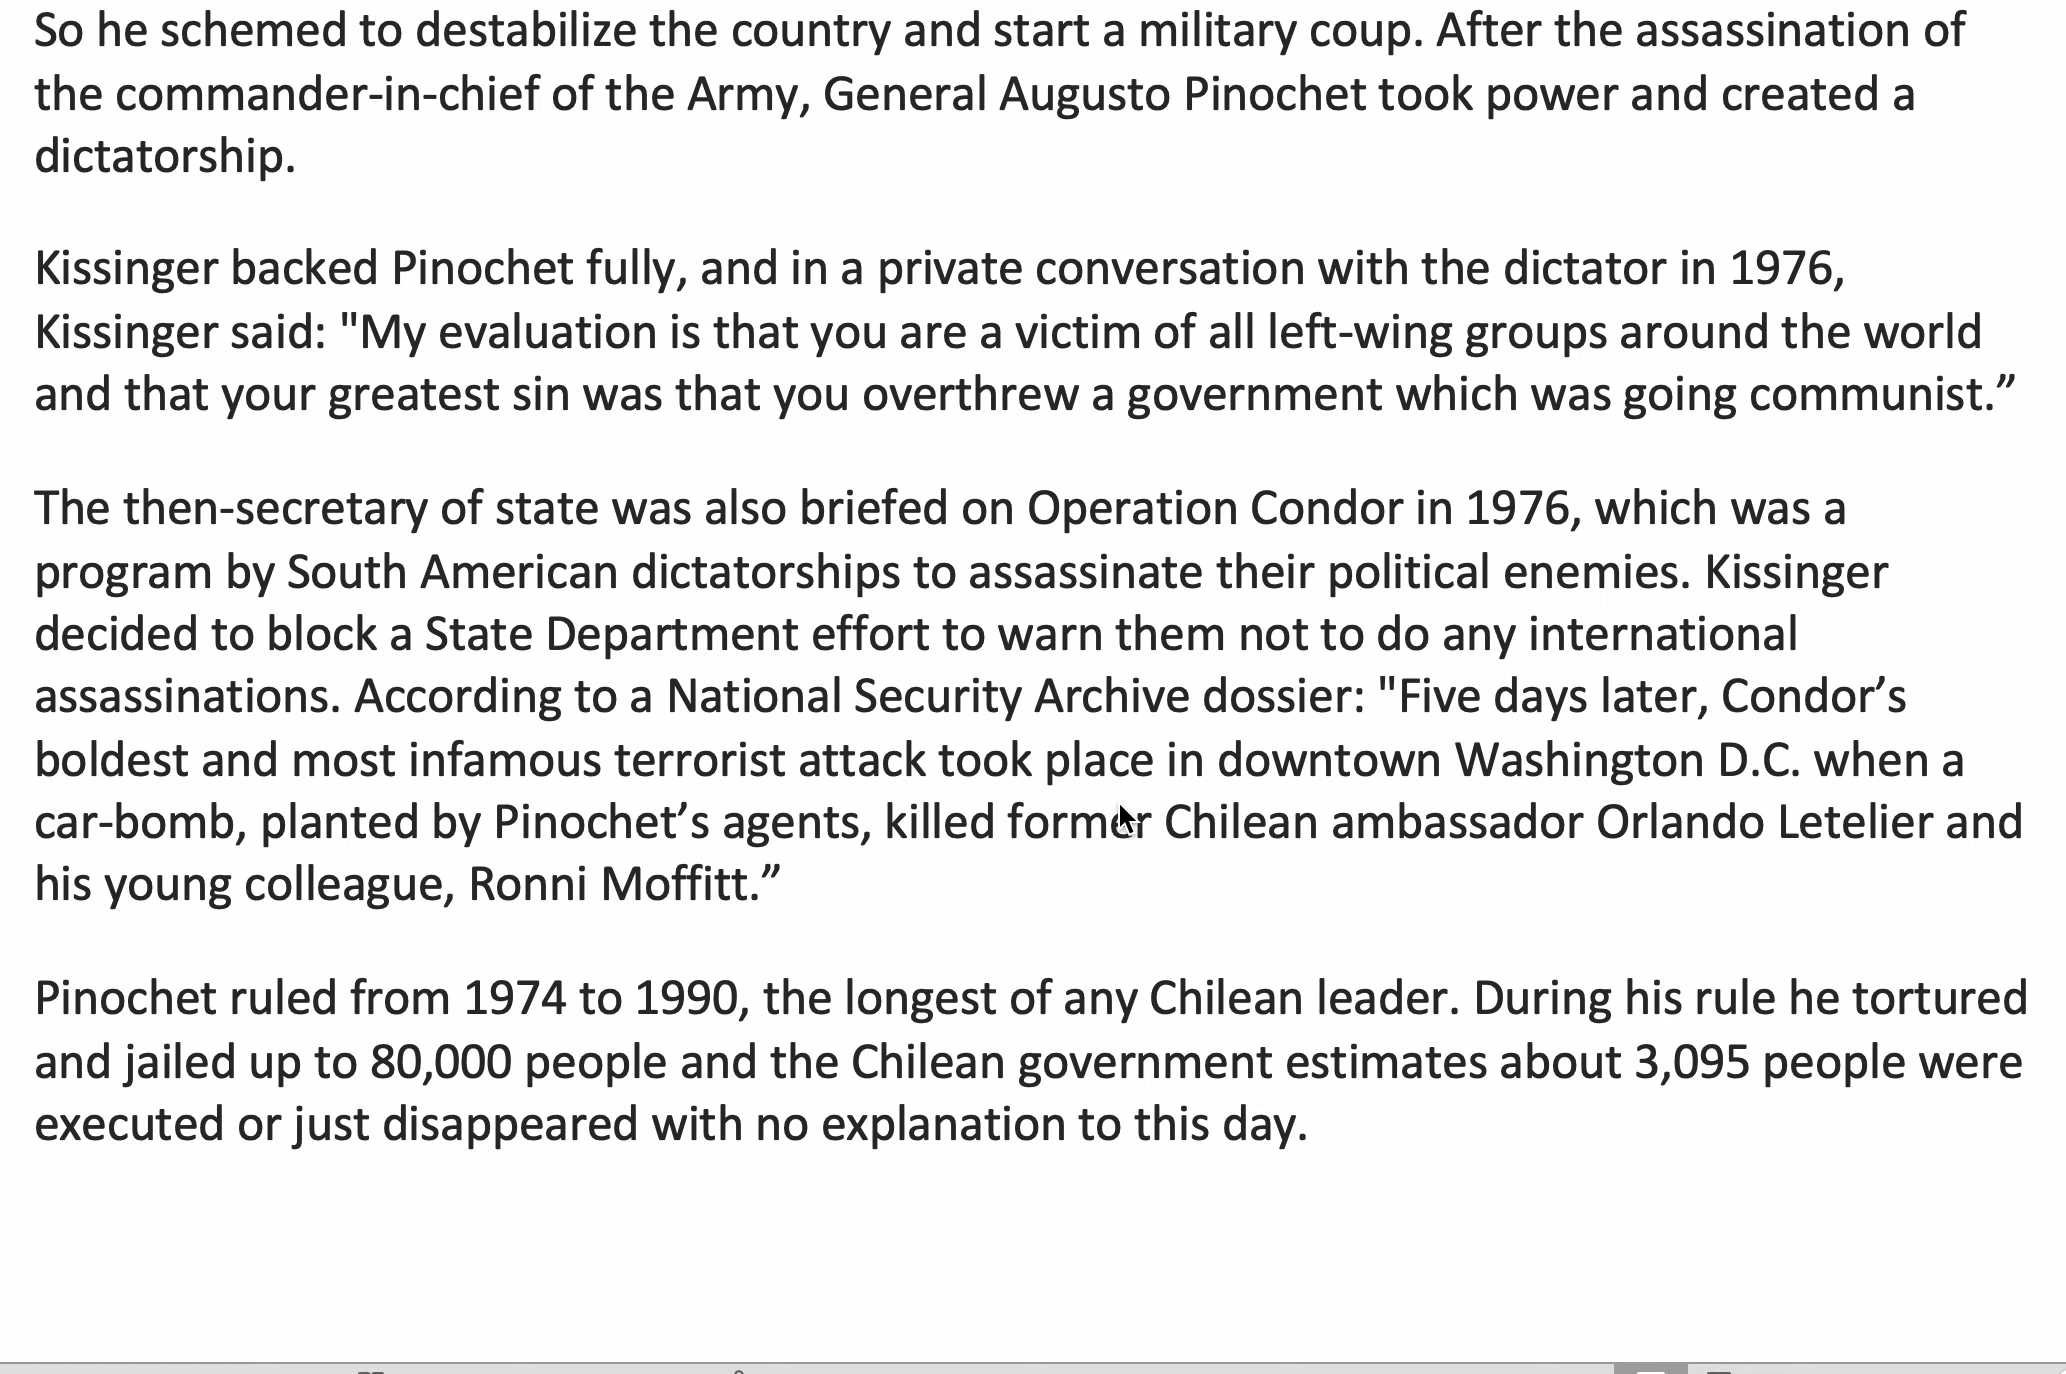 So he schemed to destabilize the country and start a military coup. After the assassination of
the commander-in-chief of the Army, General Augusto Pinochet took power and created a
dictatorship.
Kissinger backed Pinochet fully, and in a private conversation with the dictator in 1976,
Kissinger said: "My evaluation is that you are a victim of all left-wing groups around the world
and that your greatest sin was that you overthrew a government which was going communist.”
The then-secretary of state was also briefed on Operation Condor in 1976, which was a
program by South American dictatorships to assassinate their political enemies. Kissinger
decided to block a State Department effort to warn them not to do any international
assassinations. According to a National Security Archive dossier: "Five days later, Condor’s
boldest and most infamous terrorist attack took place in downtown Washington D.C. when a
car-bomb, planted by Pinochet’s agents, killed former Chilean ambassador Orlando Letelier and
his young colleague, Ronni Moffitt.”
Pinochet ruled from 1974 to 1990, the longest of any Chilean leader. During his rule he tortured
and jailed up to 80,000 people and the Chilean government estimates about 3,095 people were
executed or just disappeared with no explanation to this day.